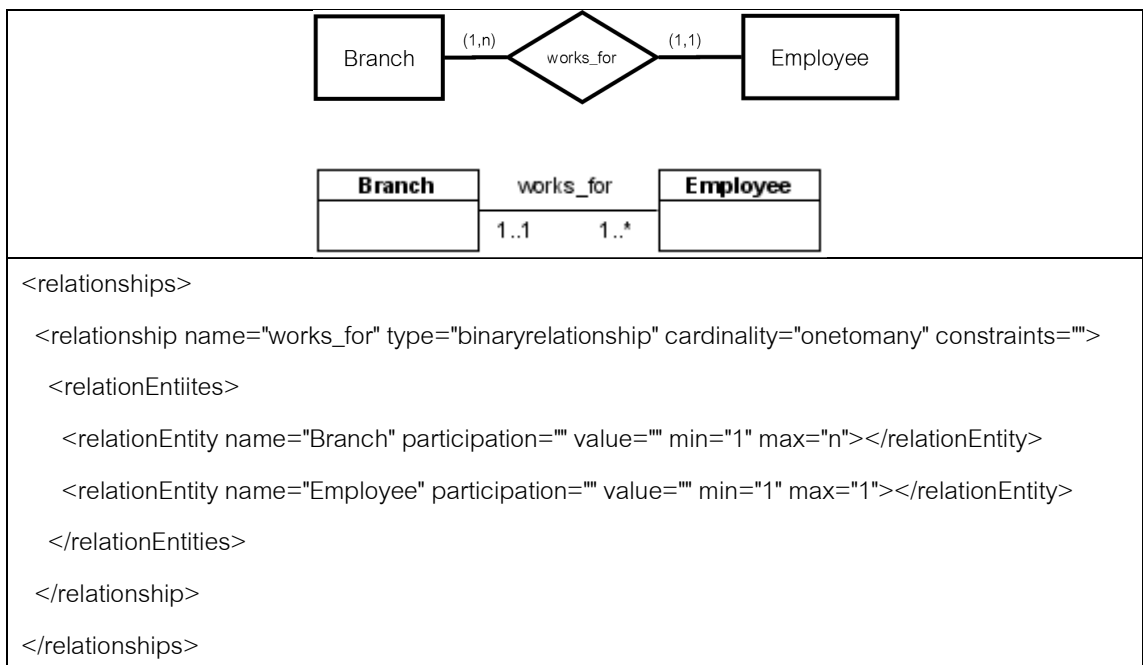 Branch (1,n) works_for (1,1) Employee
Branch works_for Employee
1..1 1..*
<relationships>
<relationship name="works_for" type="binaryrelationship" cardinality="onetomany" constraints="">
<relationEntiites>
<relationEntity name="Branch" participation="" value="" min="1" max="n"></relationEntity>
<relationEntity name="Employee" participation="" value="" min="1" max="1"></relationEntity>
</relationEntities>
</relationship>
</relationships>